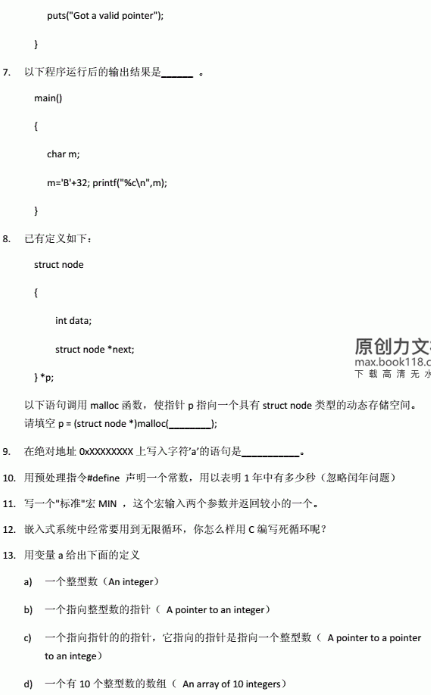 puts("Got a valid pointer");
}
7. 以下程序运行后的输出结果是______ 。
main()
{
char m;
m='B'+32; printf("%c\n",m);
}
8. 已有定义如下：
struct node
{
int data;
struct node *next;
} *p;
原创力文
max.book118.c
下载高清无水
以下语句调用 malloc 函数，使指针 p 指向一个具有 struct node 类型的动态存储空间。
请填空 p = (struct node *)malloc(________);
9. 在绝对地址 0xXXXXXXXX 上写入字符'a'的语句是___________。
10. 用预处理指令#define 声明一个常数，用以表明 1 年中有多少秒（忽略闰年问题）
11. 写一个"标准"宏 MIN ，这个宏输入两个参数并返回较小的一个。
12. 嵌入式系统中经常要用到无限循环，你怎么样用 C 编写死循环呢？
13. 用变量 a 给出下面的定义
a) 一个整型数（An integer）
b) 一个指向整型数的指针（ A pointer to an integer）
c) 一个指向指针的的指针，它指向的指针是指向一个整型数（ A pointer to a pointer
to an intege）
d) 一个有 10 个整型数的数组（ An array of 10 integers）